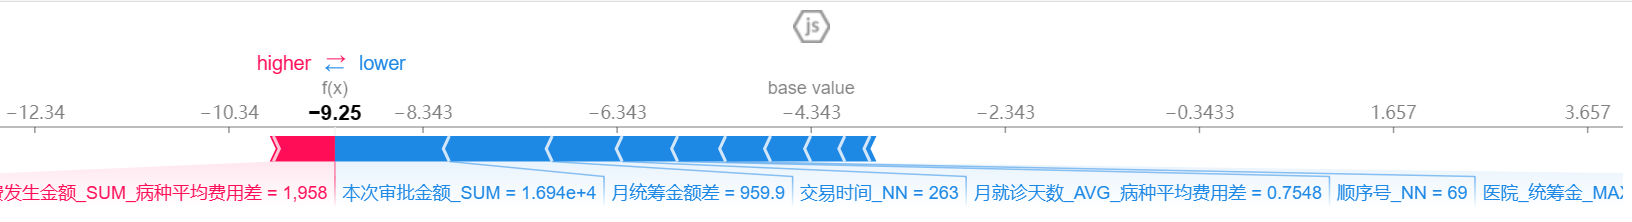 js
higher lower
f(x) base value
−12.34 −10.34 −9.25 −8.343 −6.343 −4.343 −2.343 −0.3433 1.657 3.657
发生金额_SUM_病种平均费用差 = 1,958 本次审批金额_SUM = 1.694e+4 月统筹金额差 = 959.9 交易时间_NN = 263 月就诊天数_AVG_病种平均费用差 = 0.7548 顺序号_NN = 69 医院_统筹金_MAX